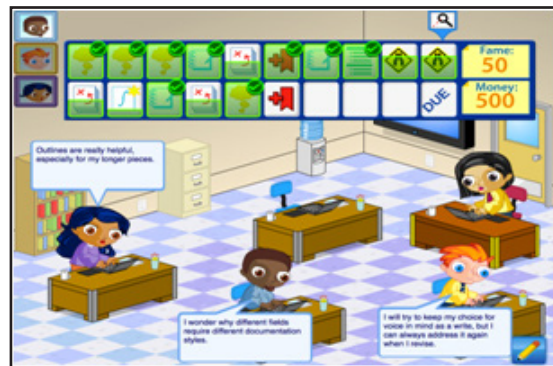 Fame:
50
Money:
500
DUE
Outlines are really helpful,
especially for my longer pieces.
I wonder why different fields
require different documentation
styles.
I will try to keep my choice for
voice in mind as a write, but I
can always address it again
when I revise.